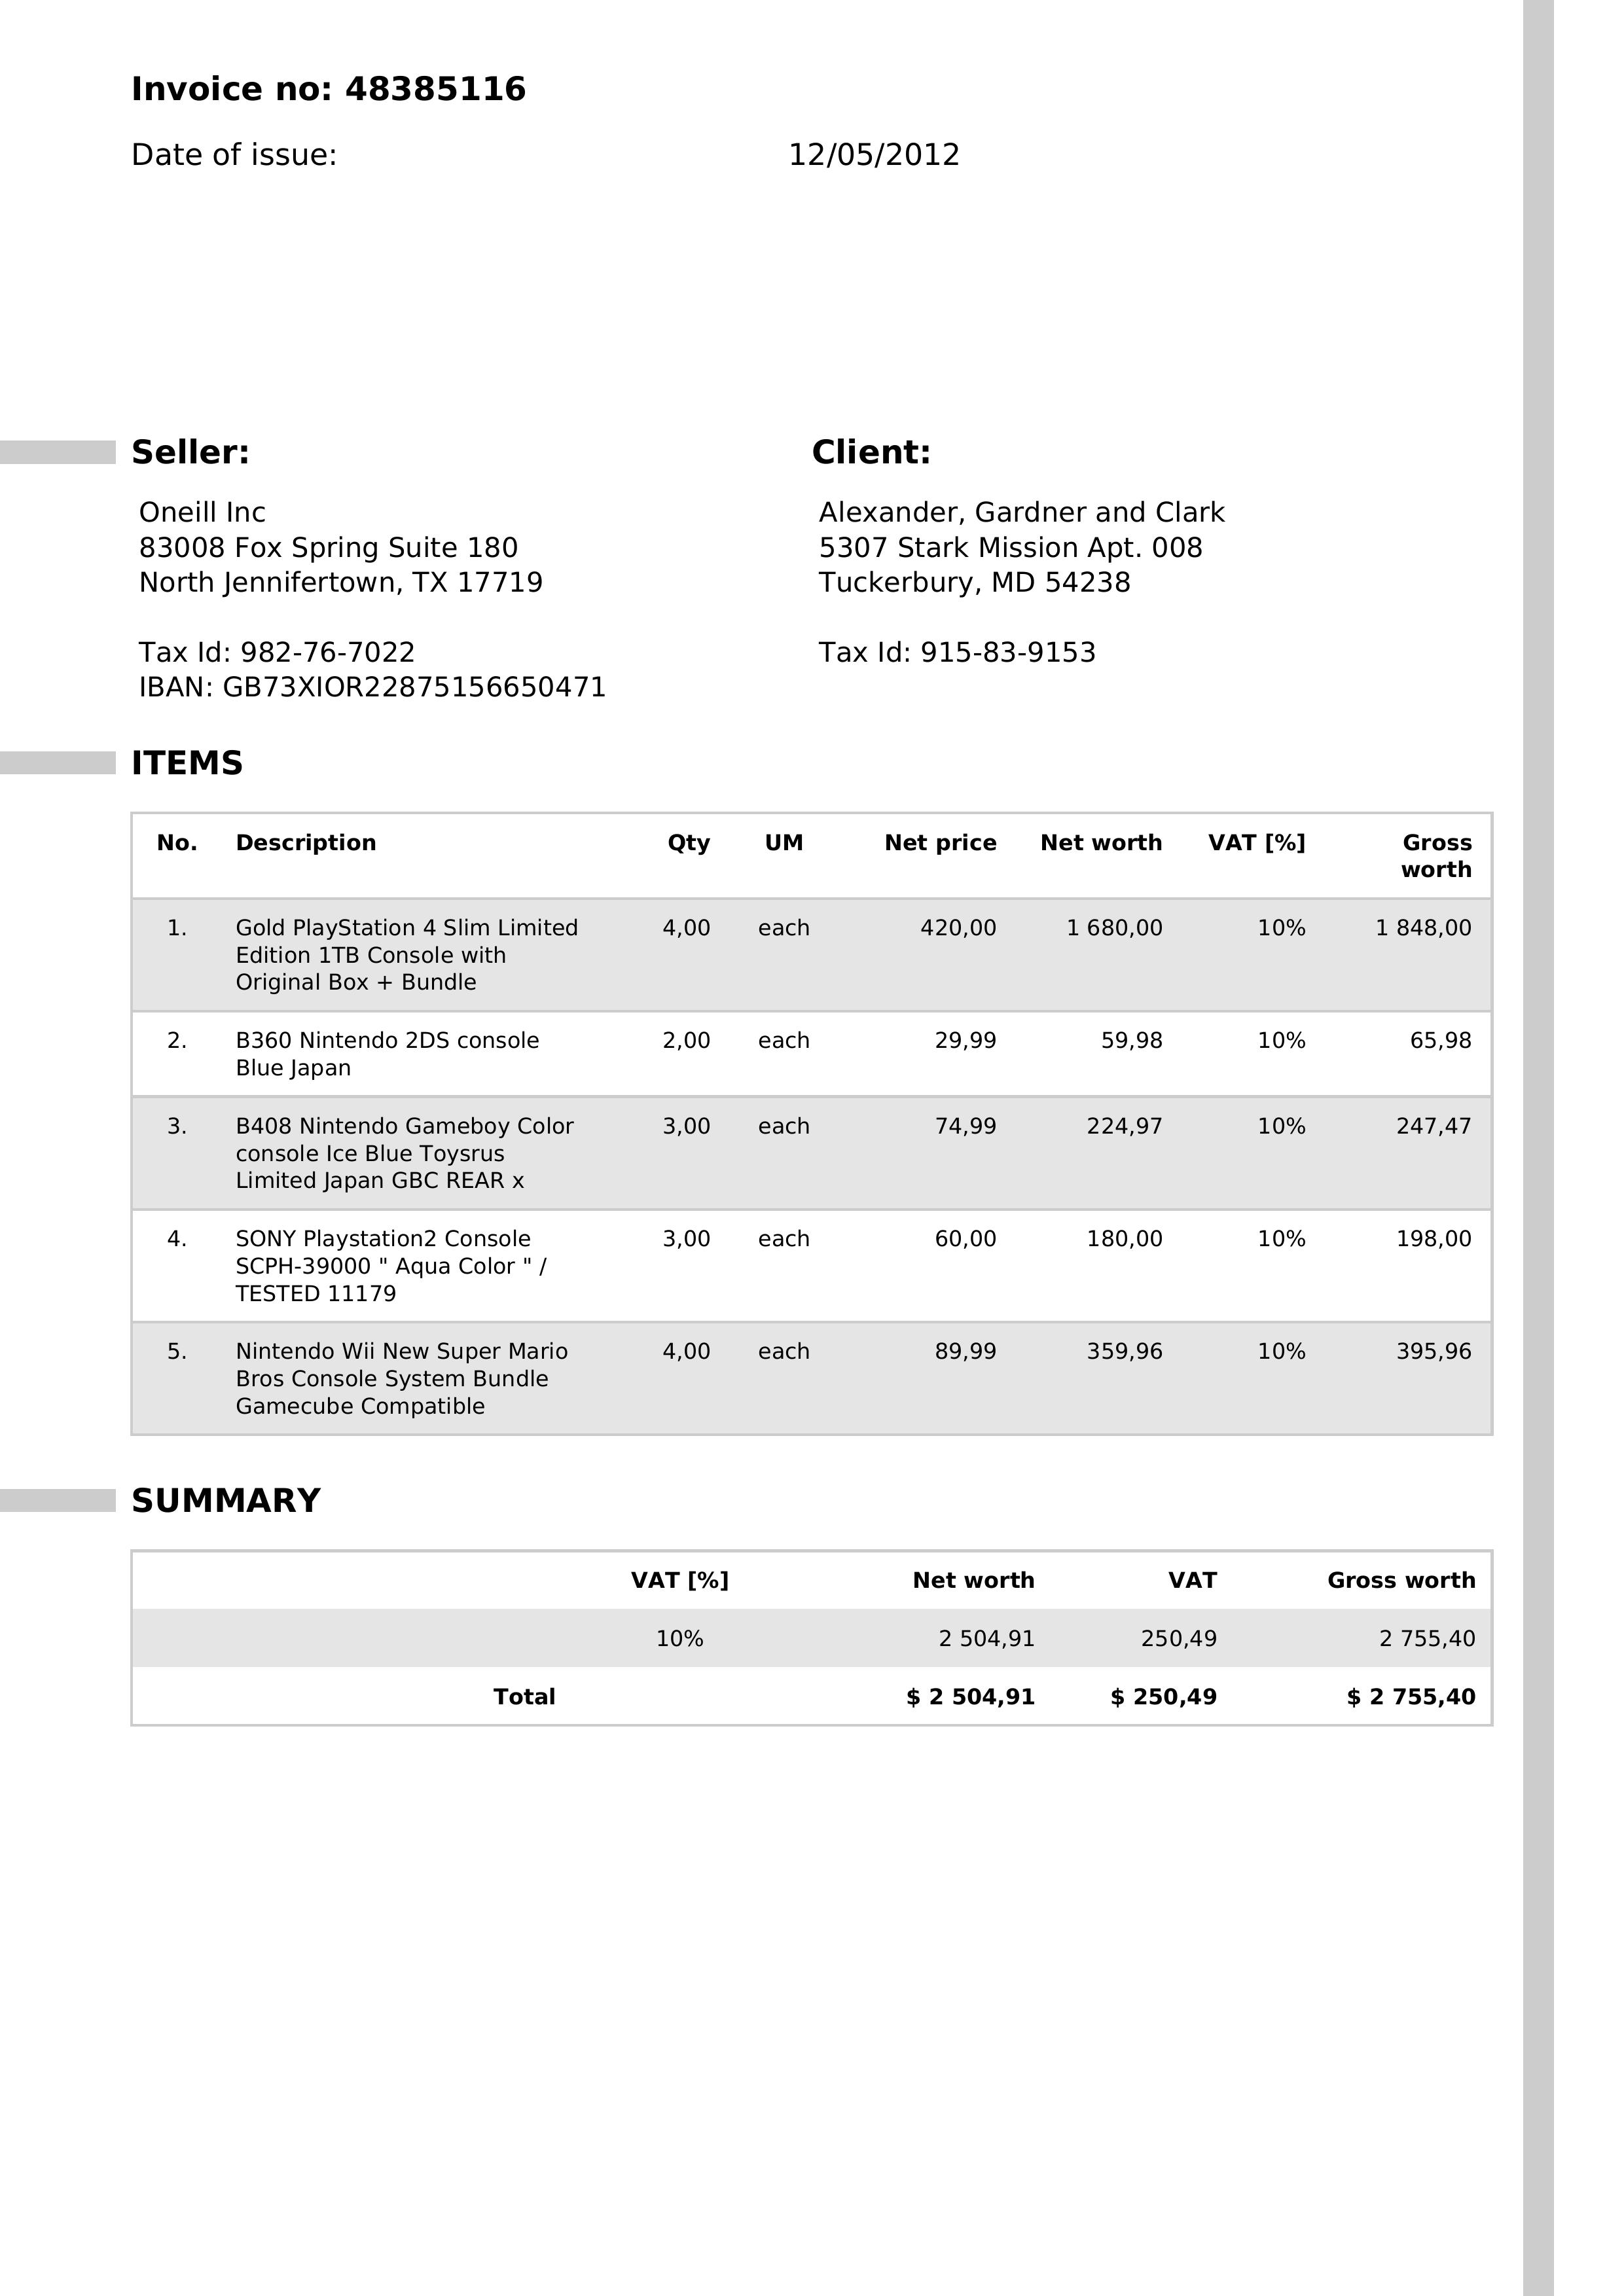 Invoice no: 48385116
Date of issue: 12/05/2012
Seller:
Oneill Inc
83008 Fox Spring Suite 180
North Jennifertown, TX 17719
Tax Id: 982-76-7022
IBAN: GB73XIOR22875156650471
Client:
Alexander, Gardner and Clark
5307 Stark Mission Apt. 008
Tuckerbury, MD 54238
Tax Id: 915-83-9153
ITEMS
No. Description Qty UM Net price Net worth VAT [%] Gross
worth
1. Gold PlayStation 4 Slim Limited 4,00 each 420,00 1 680,00 10% 1 848,00
Edition 1TB Console with
Original Box + Bundle
2. B360 Nintendo 2DS console 2,00 each 29,99 59,98 10% 65,98
Blue Japan
3. B408 Nintendo Gameboy Color 3,00 each 74,99 224,97 10% 247,47
console Ice Blue Toysrus
Limited Japan GBC REAR x
4. SONY Playstation2 Console 3,00 each 60,00 180,00 10% 198,00
SCPH-39000 " Aqua Color " /
TESTED 11179
5. Nintendo Wii New Super Mario 4,00 each 89,99 359,96 10% 395,96
Bros Console System Bundle
Gamecube Compatible
SUMMARY
VAT [%] Net worth VAT Gross worth
10% 2 504,91 250,49 2 755,40
Total $ 2 504,91 $ 250,49 $ 2 755,40